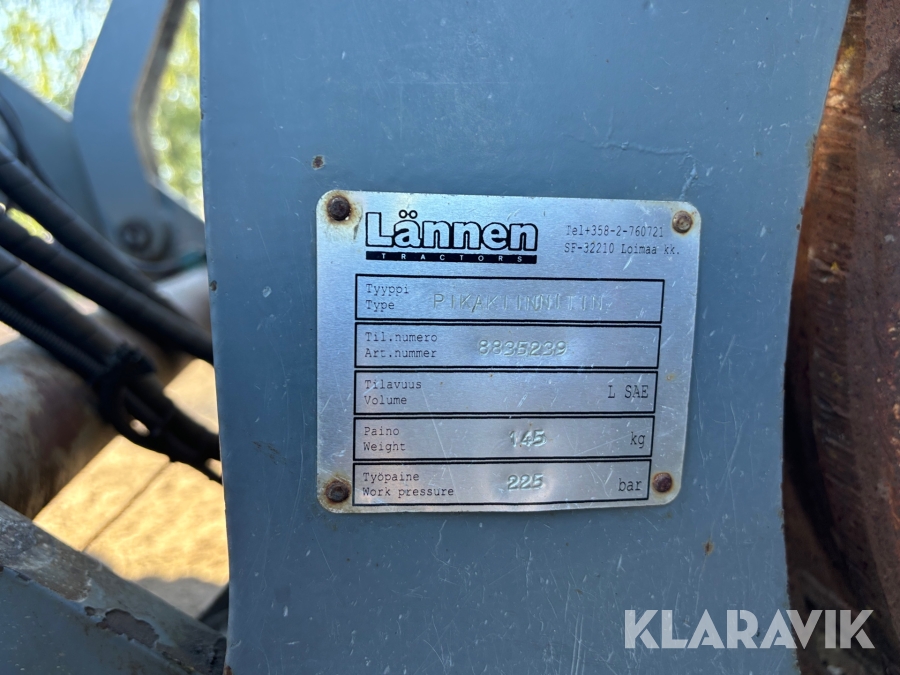 Lännen
TRACTORS
Tel+358-2-760721
SF-32210 Loimaa kk.
Tyyppi
Type
PIKAKIINNITIN
Til.numero
Art.nummer
8835239
Tilavuus
Volume
L SAE
Paino
Weight
145
kg
Työpaine
Work pressure
225
bar
KLARAVIK